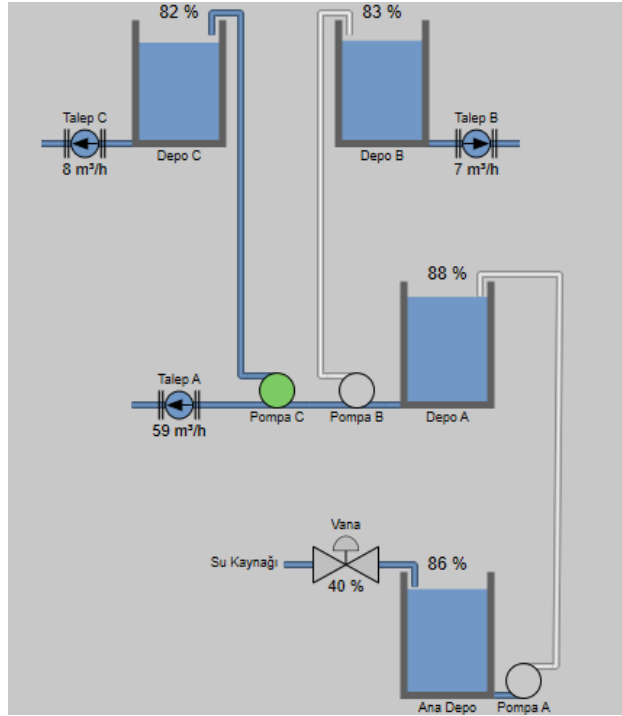 82 %
83 %
Talep C
8 m³/h
Depo C
Depo B
Talep B
7 m³/h
88 %
Talep A
59 m³/h
Pompa C
Pompa B
Depo A
Vana
Su Kaynağı
40 %
86 %
Ana Depo
Pompa A